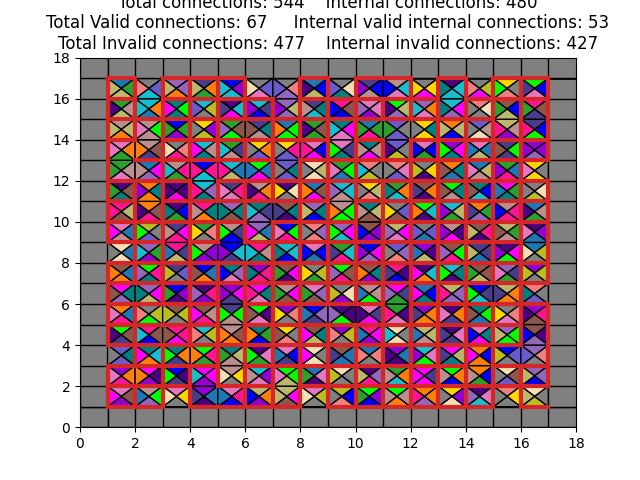 Total connections: 544    Internal connections: 480
Total Valid connections: 67     Internal valid internal connections: 53
Total Invalid connections: 477    Internal invalid connections: 427
18
16
14
12
10
8
6
4
2
0
0 2 4 6 8 10 12 14 16 18